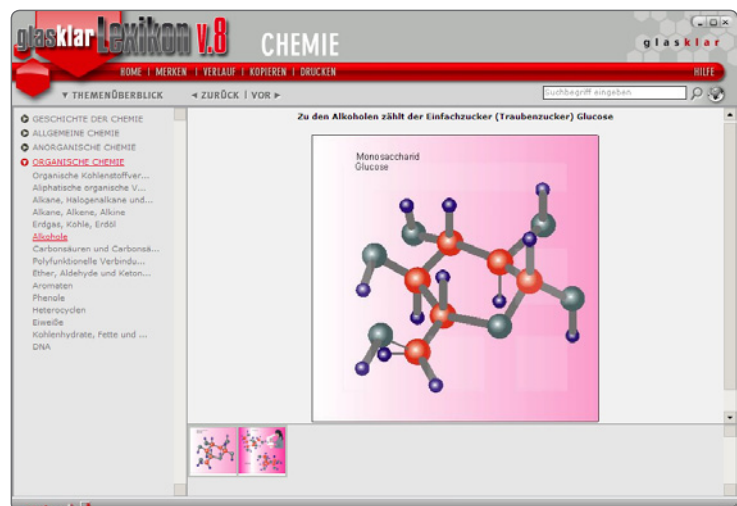 glasklar Lexikon v.8
CHEMIE
glasklar
HOME | MERKEN | VERLAUF | KOPIEREN | DRUCKEN
HILFE
▼ THEMENÜBERBLICK
◄ ZURÜCK | VOR ►
Suchbegriff eingeben
GESCHICHTE DER CHEMIE
ALLGEMEINE CHEMIE
ANORGANISCHE CHEMIE
ORGANISCHE CHEMIE
Organische Kohlenstoffver...
Aliphatische organische V...
Alkane, Halogenalkane und...
Alkane, Alkene, Alkine
Erdgas, Kohle, Erdöl
Alkohole
Carbonsäuren und Carbonsä...
Polyfunktionelle Verbindu...
Ether, Aldehyde und Keton...
Aromaten
Phenole
Heterocyclen
Eiweiße
Kohlenhydrate, Fette und ...
DNA
Zu den Alkoholen zählt der Einfachzucker (Traubenzucker) Glucose
Monosaccharid
Glucose